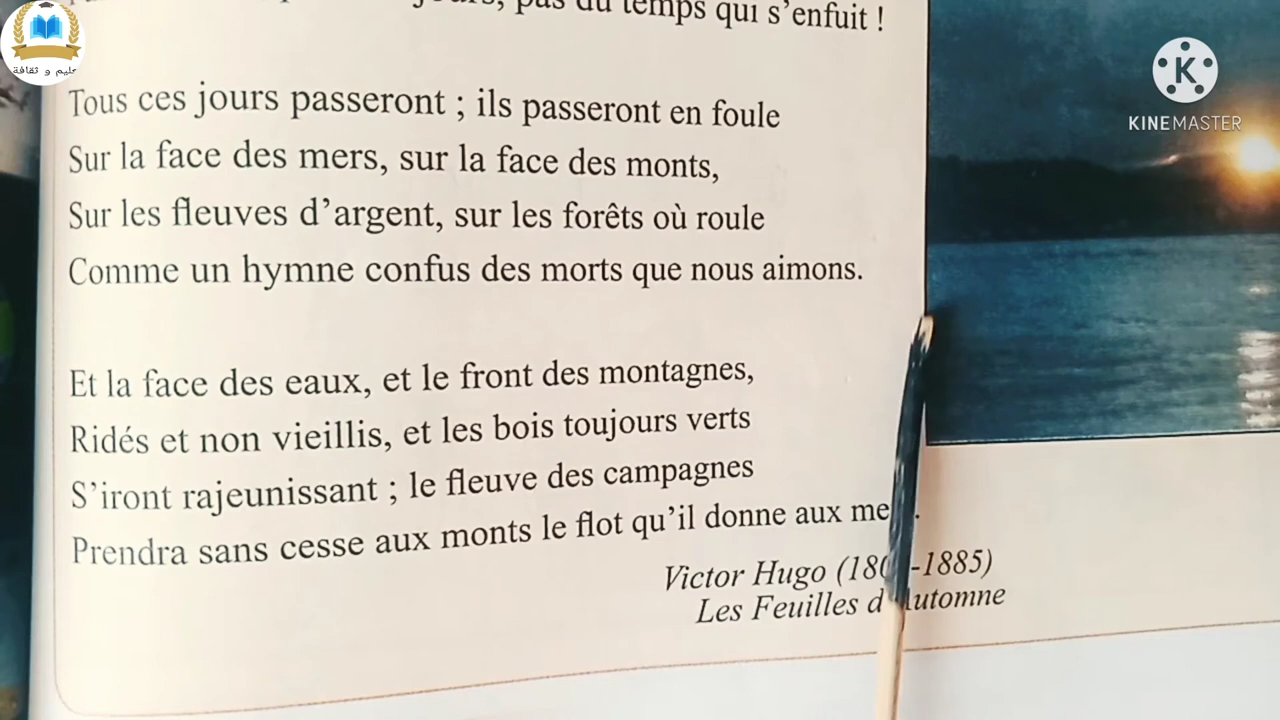 pas du temps qui s'enfuit !
Tous ces jours passeront ; ils passeront en foule
Sur la face des mers, sur la face des monts,
Sur les fleuves d'argent, sur les forêts où roule
Comme un hymne confus des morts que nous aimons.
Et la face des eaux, et le front des montagnes,
Ridés et non vieillis, et les bois toujours verts
S'iront rajeunissant ; le fleuve des campagnes
Prendra sans cesse aux monts le flot qu'il donne aux
Victor Hugo -1885)
Les Feuilles d'Automne
و ثقافة
KINEMASTER